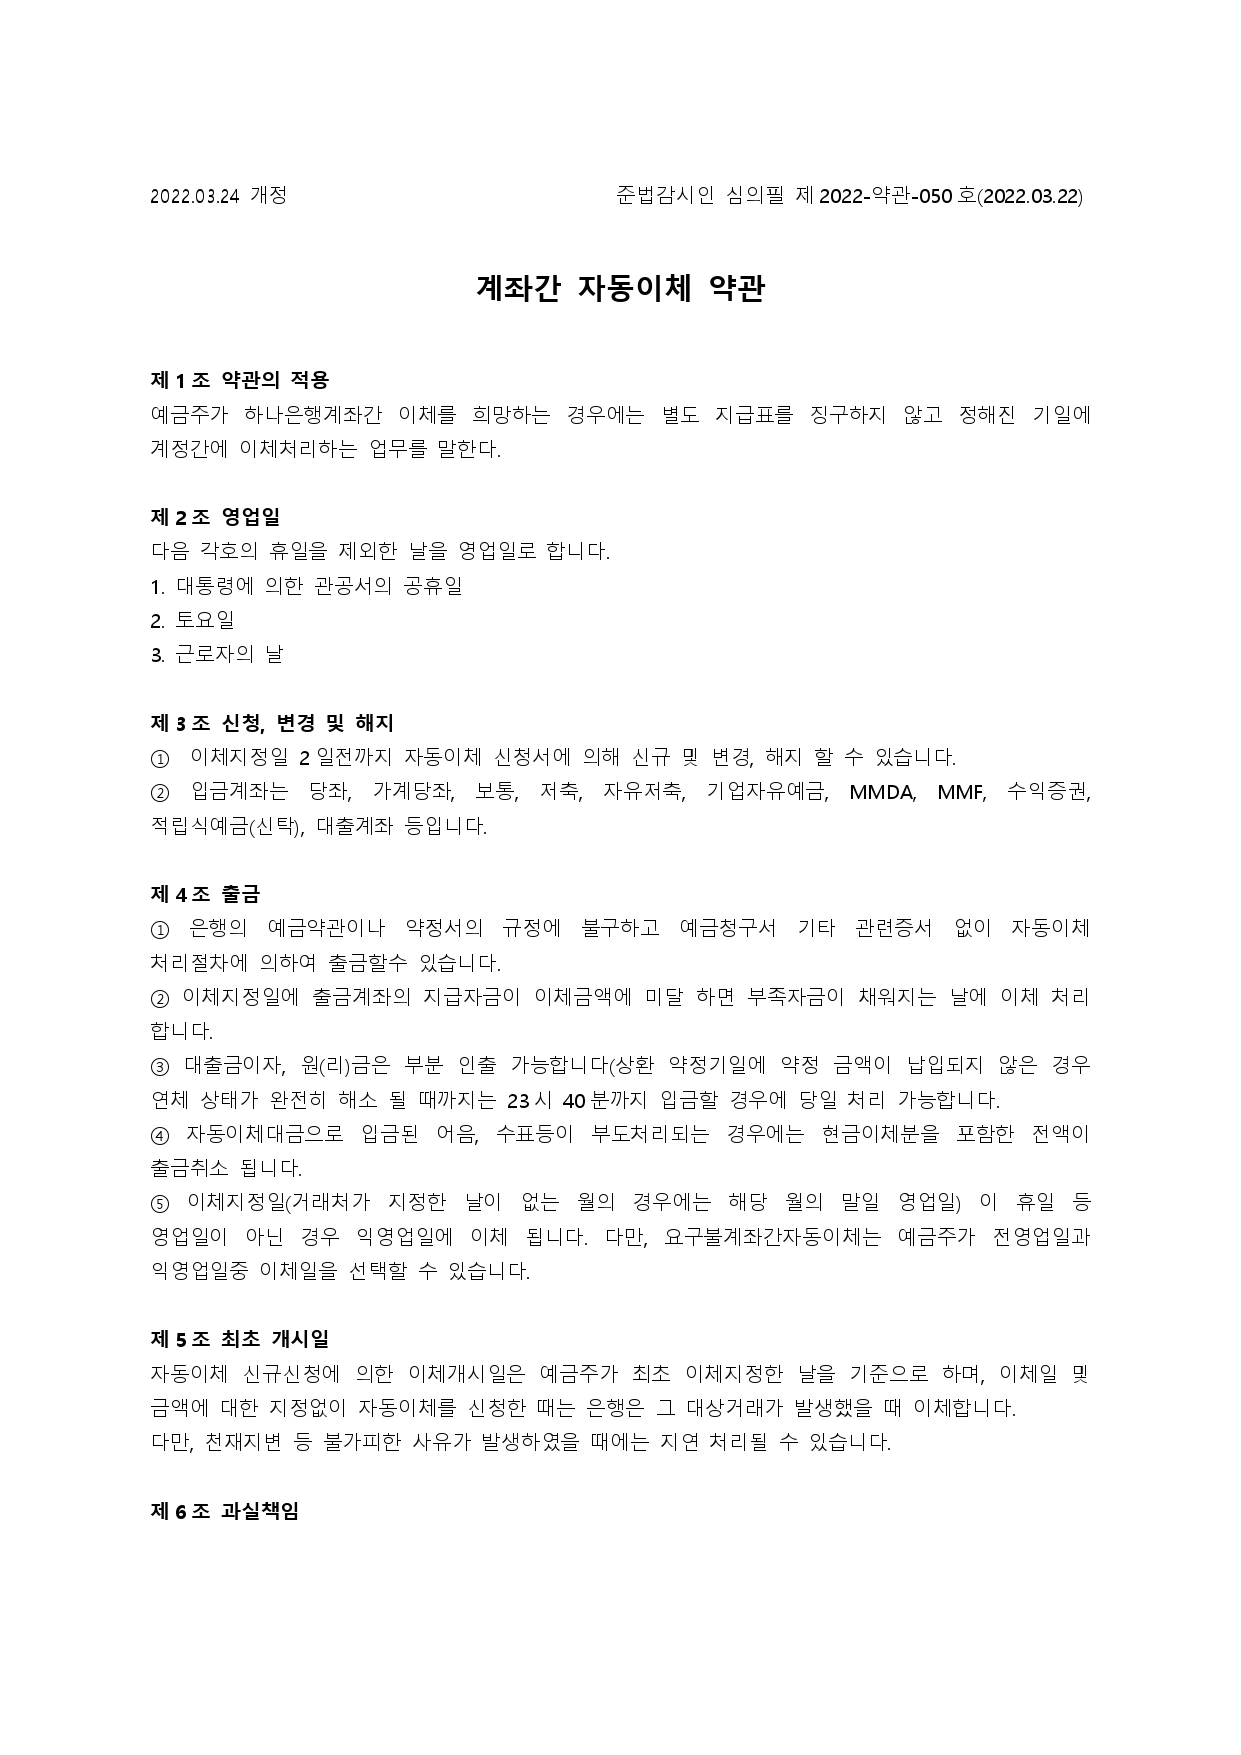 2022.03.24 개정 준법감시인 심의필 제 2022-약관-050 호(2022.03.22)
계좌간 자동이체 약관
제 1 조 약관의 적용
예금주가 하나은행계좌간 이체를 희망하는 경우에는 별도 지급표를 징구하지 않고 정해진 기일에
계정간에 이체처리하는 업무를 말한다.
제 2 조 영업일
다음 각호의 휴일을 제외한 날을 영업일로 합니다.
1. 대통령에 의한 관공서의 공휴일
2. 토요일
3. 근로자의 날
제 3 조 신청, 변경 및 해지
① 이체지정일 2 일전까지 자동이체 신청서에 의해 신규 및 변경, 해지 할 수 있습니다.
② 입금계좌는 당좌, 가계당좌, 보통, 저축, 자유저축, 기업자유예금, MMDA, MMF, 수익증권,
적립식예금(신탁), 대출계좌 등입니다.
제 4 조 출금
① 은행의 예금약관이나 약정서의 규정에 불구하고 예금청구서 기타 관련증서 없이 자동이체
처리절차에 의하여 출금할수 있습니다.
② 이체지정일에 출금계좌의 지급자금이 이체금액에 미달 하면 부족자금이 채워지는 날에 이체 처리
합니다.
③ 대출금이자, 원(리)금은 부분 인출 가능합니다(상환 약정기일에 약정 금액이 납입되지 않은 경우
연체 상태가 완전히 해소 될 때까지는 23 시 40 분까지 입금할 경우에 당일 처리 가능합니다.
④ 자동이체대금으로 입금된 어음, 수표등이 부도처리되는 경우에는 현금이체분을 포함한 전액이
출금취소 됩니다.
⑤ 이체지정일(거래처가 지정한 날이 없는 월의 경우에는 해당 월의 말일 영업일) 이 휴일 등
영업일이 아닌 경우 익영업일에 이체 됩니다. 다만, 요구불계좌간자동이체는 예금주가 전영업일과
익영업일중 이체일을 선택할 수 있습니다.
제 5 조 최초 개시일
자동이체 신규신청에 의한 이체개시일은 예금주가 최초 이체지정한 날을 기준으로 하며, 이체일 및
금액에 대한 지정없이 자동이체를 신청한 때는 은행은 그 대상거래가 발생했을 때 이체합니다.
다만, 천재지변 등 불가피한 사유가 발생하였을 때에는 지연 처리될 수 있습니다.
제 6 조 과실책임